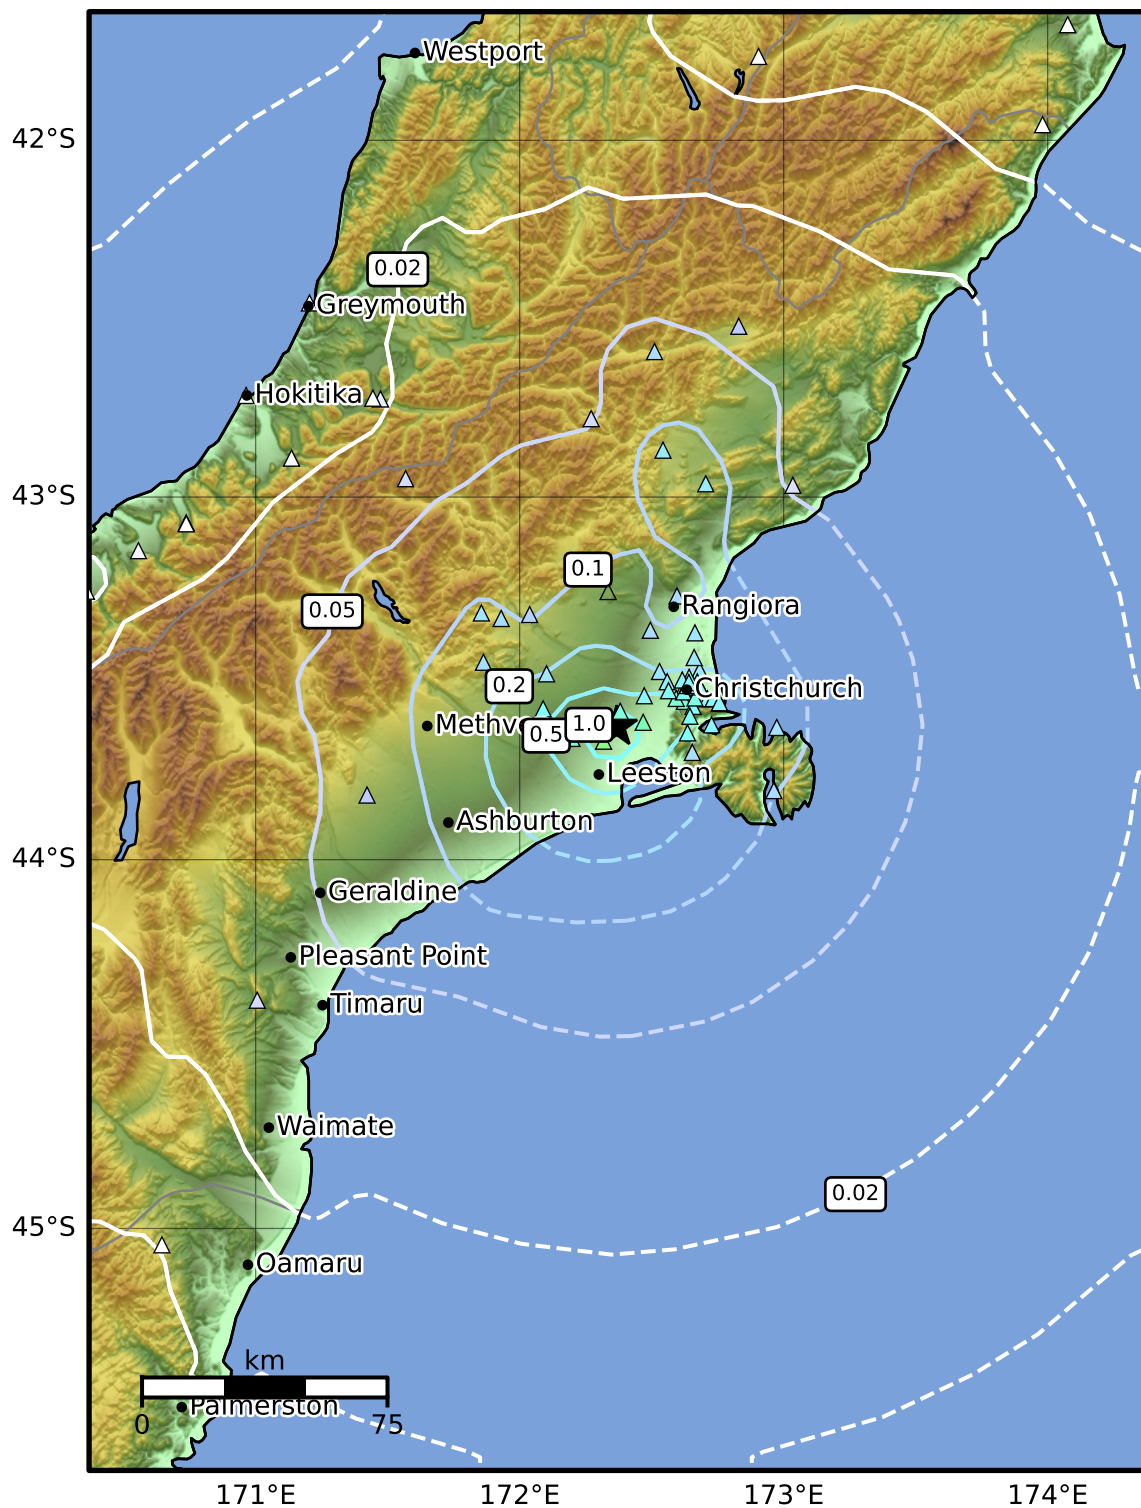 Westport
42°S
0.02
Greymouth
Hokitika
43°S
0.1
0.05
Rangiora
0.2
Christchurch
Methv
0.5
1.0
Leeston
Ashburton
44°S
Geraldine
Pleasant Point
Timaru
Waimate
0.02
45°S
Oamaru
km
Palmerston
0
75
171°E
172°E
173°E
174°E